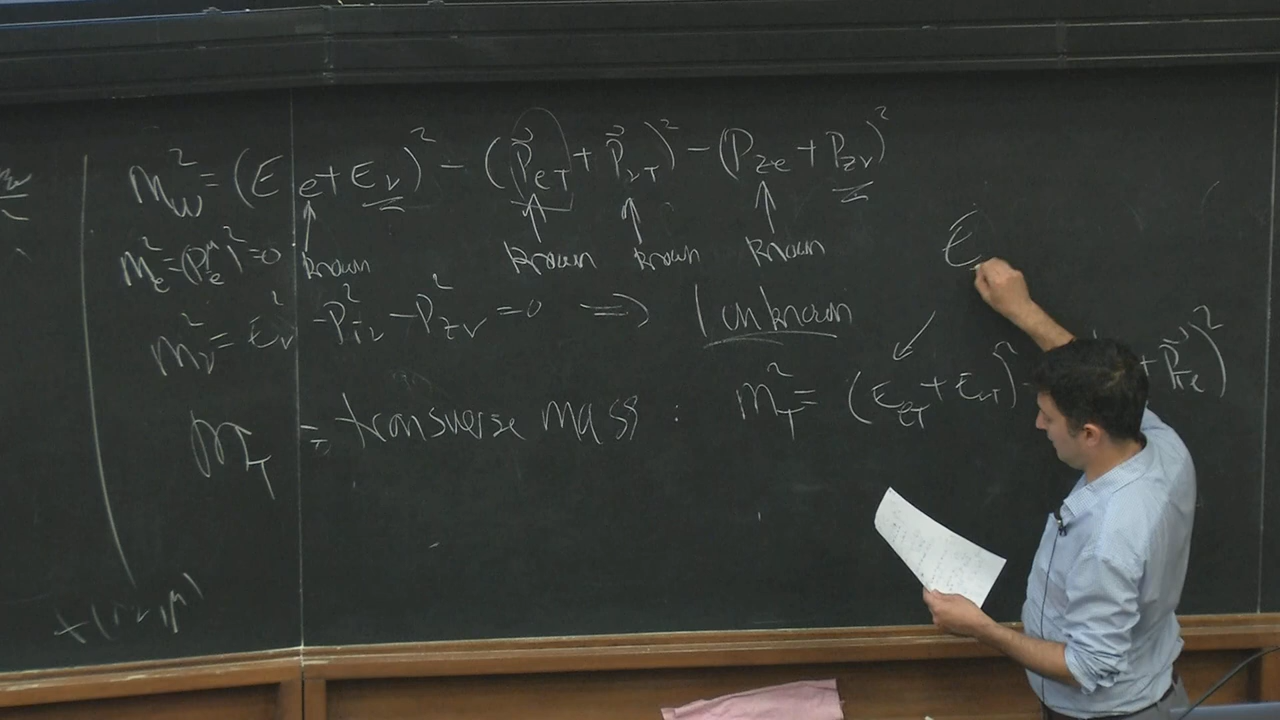 m_W^2 = (E_e + E_ν)^2 − (p⃗_eT + p⃗_νT)^2 − (p_ze + p_zν)^2
m_e^2 = (p_e^μ)^2 = 0 known known known known
m_ν^2 = E_ν^2 − p_Tν^2 − p_zν^2 = 0 ⇒ 1 unknown
E
m_T = transverse mass : m_T^2 = (E_eT + E_νT)^2 − + p⃗_Te)^2